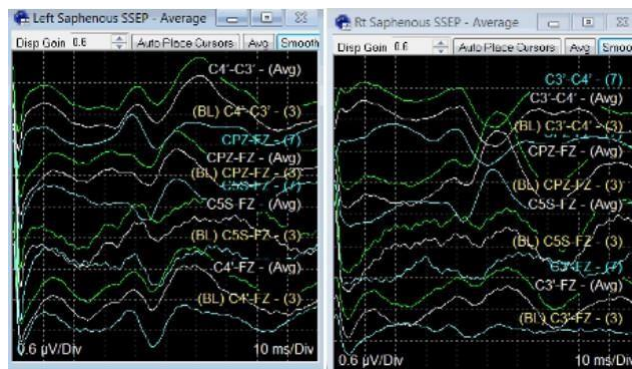 Left Saphenous SSEP - Average
Disp Gain 0.6 Auto Place Cursors Avg Smooth
C4'-C3' - (Avg)
(BL) C4'-C3' - (3)
CPZ-FZ - (7)
CPZ-FZ - (Avg)
(BL) CPZ-FZ - (3)
C5S-FZ - (7)
C5S-FZ - (Avg)
(BL) C5S-FZ - (3)
C4'-FZ - (Avg)
(BL) C4'-FZ - (3)
0.6 µV/Div 10 ms/Div
Rt Saphenous SSEP - Average
Disp Gain 0.6 Auto Place Cursors Avg Smoo
C3'-C4' - (7)
C3'-C4' - (Avg)
(BL) C3'-C4' - (3)
CPZ-FZ - (Avg)
(BL) CPZ-FZ - (3)
C5S-FZ - (Avg)
(BL) C5S-FZ - (3)
C3'-FZ - (7)
C3'-FZ - (Avg)
(BL) C3'-FZ - (3)
0.6 µV/Div 10 ms/Div